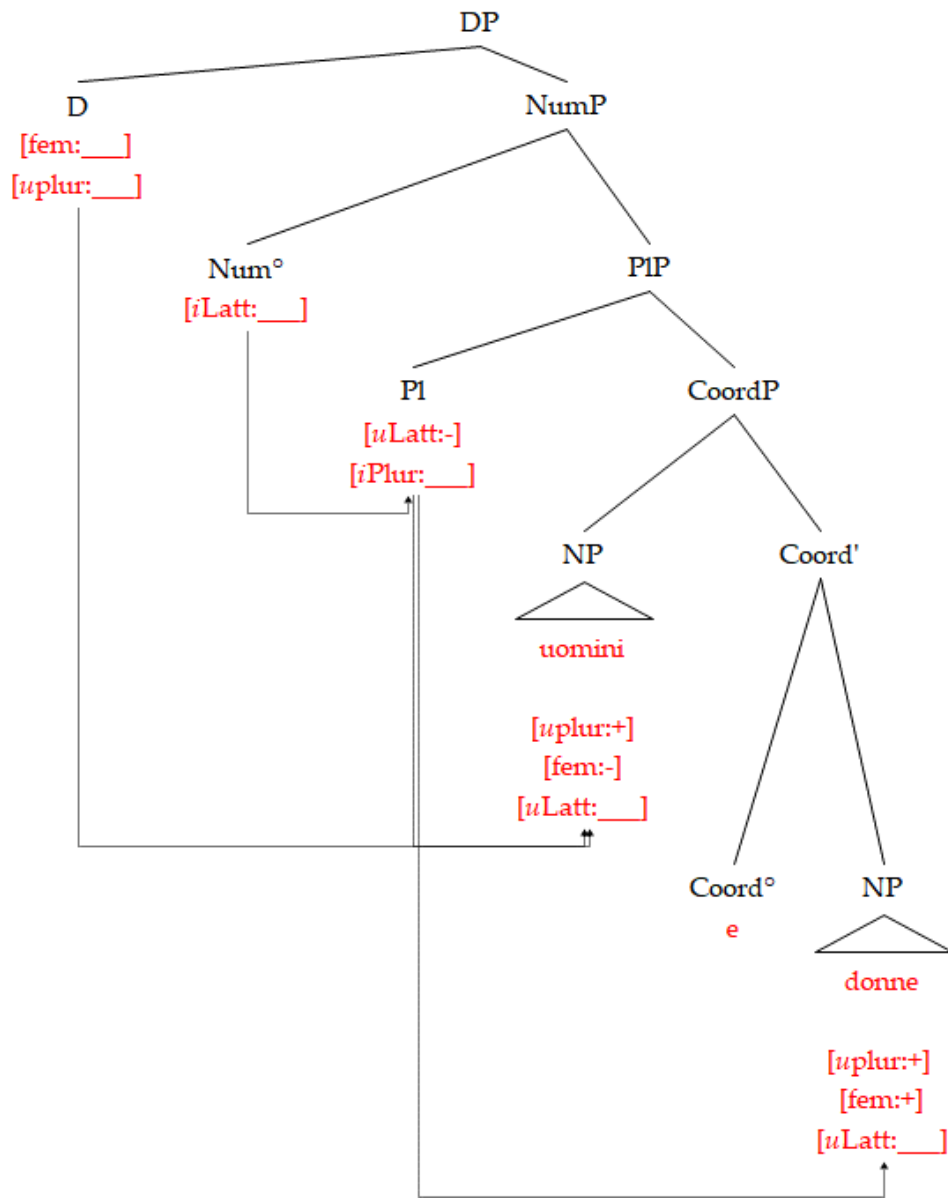 DP
D
NumP
[fem:___]
[uplur:___]
Num°
PlP
[iLatt:___]
Pl
CoordP
[uLatt:-]
[iPlur:___]
NP
Coord'
uomini
[uplur:+]
[fem:-]
[uLatt:___]
Coord°
NP
e
donne
[uplur:+]
[fem:+]
[uLatt:___]